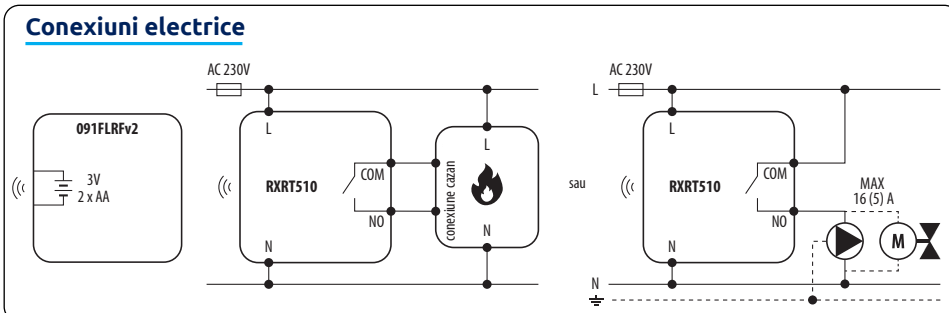 Conexiuni electrice
091FLRFv2
3V
2 x AA
AC 230V
L
RXRT510
COM
NO
N
L
conexiune cazan
N
sau
AC 230V
L
L
RXRT510
COM
NO
N
MAX
16 (5) A
M
N